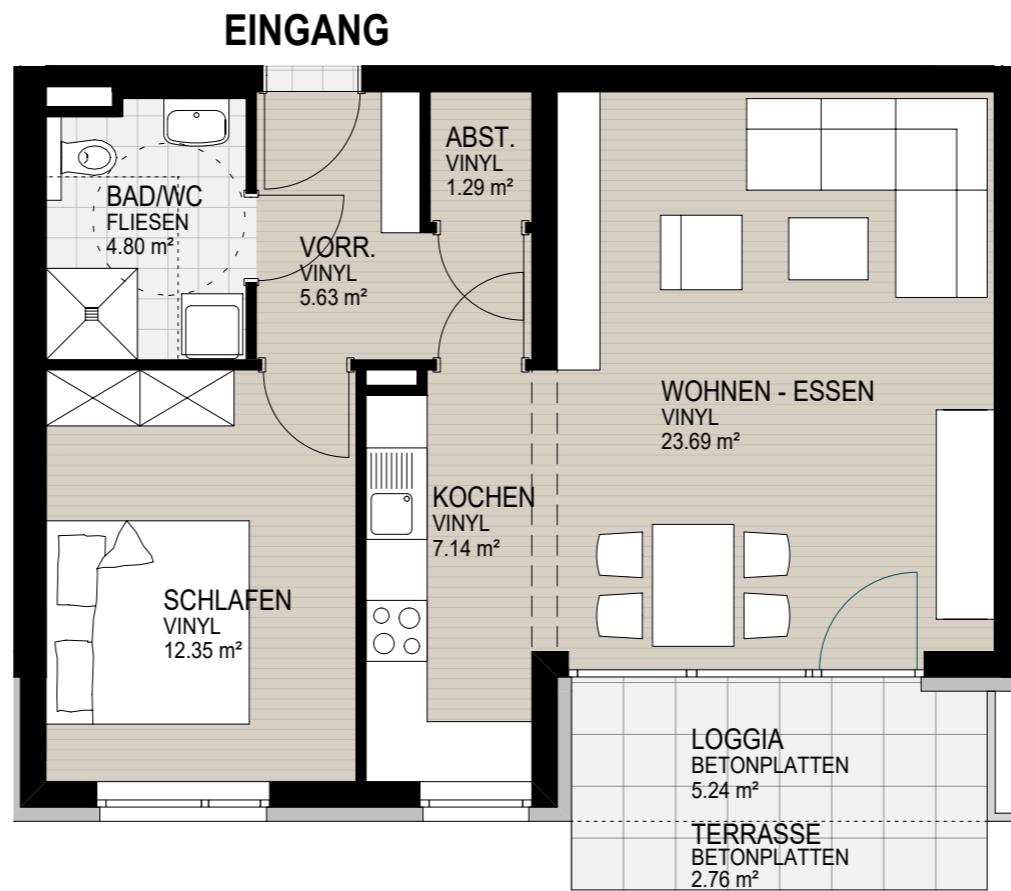 EINGANG
ABST.
VINYL
1.29 m²
BAD/WC
FLIESEN
4.80 m²
VORR.
VINYL
5.63 m²
WOHNEN - ESSEN
VINYL
23.69 m²
KOCHEN
VINYL
7.14 m²
SCHLAFEN
VINYL
12.35 m²
LOGGIA
BETONPLATTEN
5.24 m²
TERRASSE
BETONPLATTEN
2.76 m²